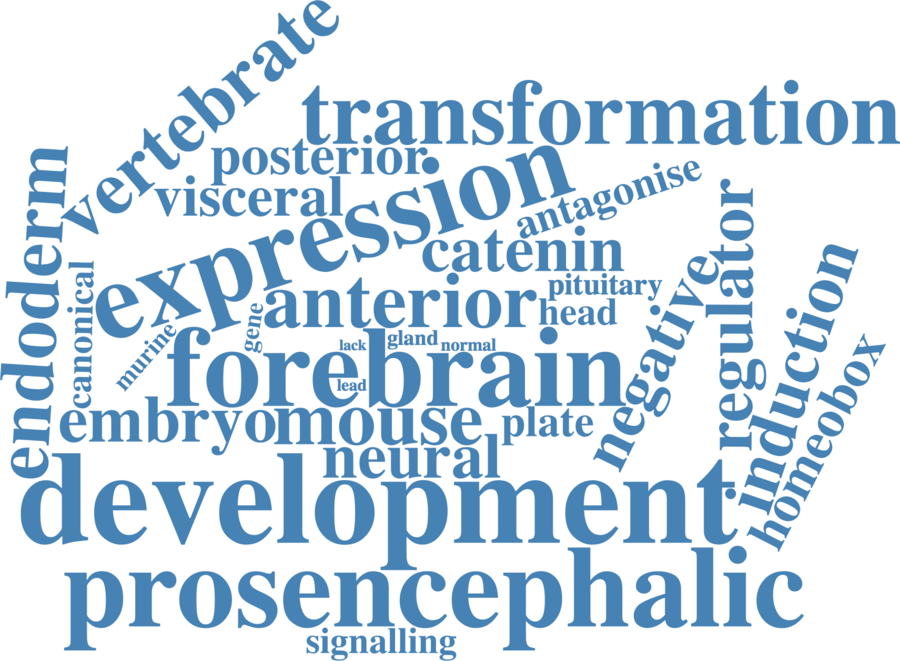 vertebrate
transformation
posterior
visceral
expression
antagonise
endoderm
catenin
regulator
canonical
pituitary
anterior
head
negative
induction
gene
murine
lack
gland
normal
forebrain
lead
homeobox
embryo
mouse
plate
neural
development
prosencephalic
signalling